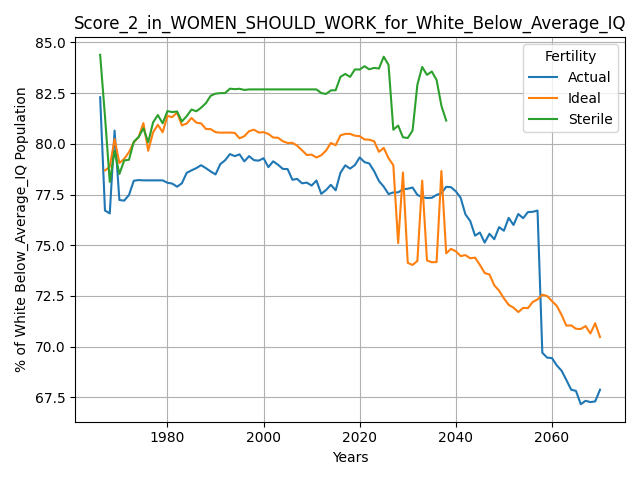 Score_2_in_WOMEN_SHOULD_WORK_for_White_Below_Average_IQ
% of White Below_Average_IQ Population
85.0
82.5
80.0
77.5
75.0
72.5
70.0
67.5
Fertility
Actual
Ideal
Sterile
1980
2000
2020
2040
2060
Years